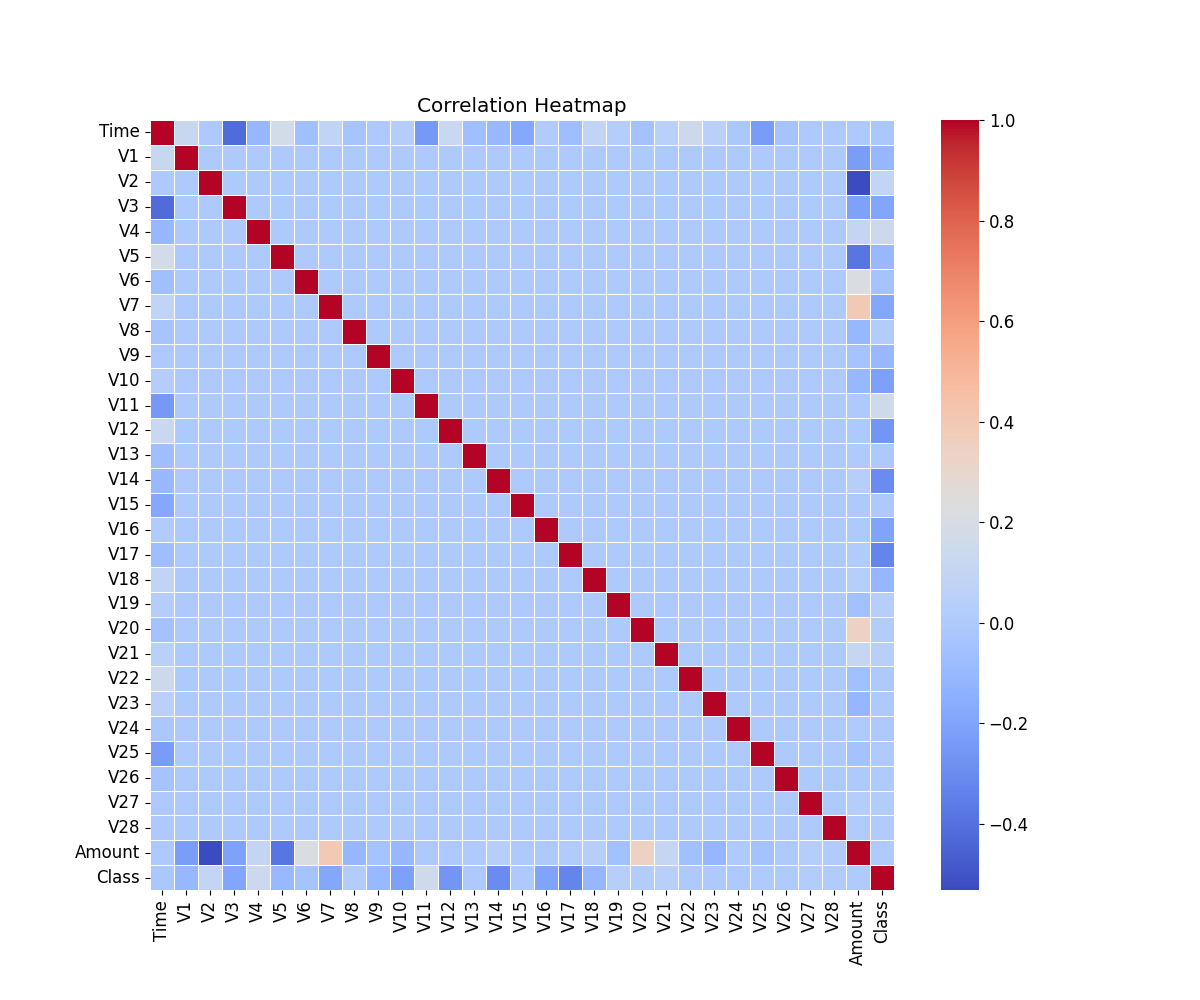 Correlation Heatmap
Time
V1
V2
V3
V4
V5
V6
V7
V8
V9
V10
V11
V12
V13
V14
V15
V16
V17
V18
V19
V20
V21
V22
V23
V24
V25
V26
V27
V28
Amount
Class
Time V1 V2 V3 V4 V5 V6 V7 V8 V9 V10 V11 V12 V13 V14 V15 V16 V17 V18 V19 V20 V21 V22 V23 V24 V25 V26 V27 V28 Amount Class
1.0
0.8
0.6
0.4
0.2
0.0
−0.2
−0.4